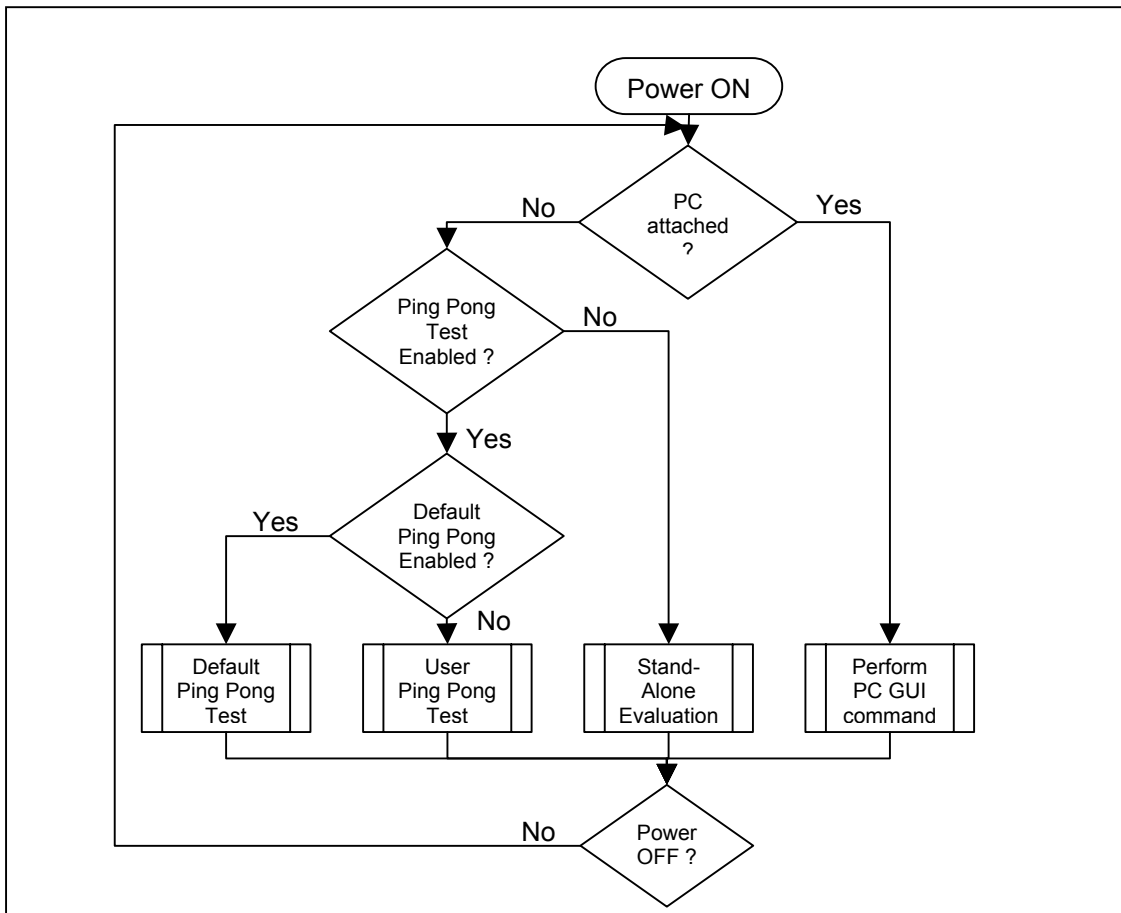 Power ON
PC
attached
?
No
Yes
Ping Pong
Test
Enabled ?
No
Yes
Default
Ping Pong
Enabled ?
Yes
No
Default
Ping Pong
Test
User
Ping Pong
Test
Stand-
Alone
Evaluation
Perform
PC GUI
command
Power
OFF ?
No